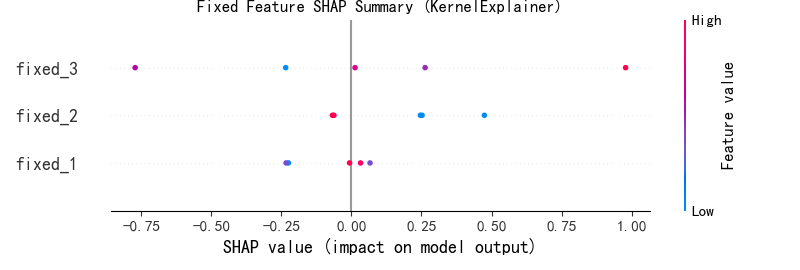 Fixed Feature SHAP Summary (KernelExplainer)
High
fixed_3
fixed_2
fixed_1
Feature value
Low
-0.75 -0.50 -0.25 0.00 0.25 0.50 0.75 1.00
SHAP value (impact on model output)